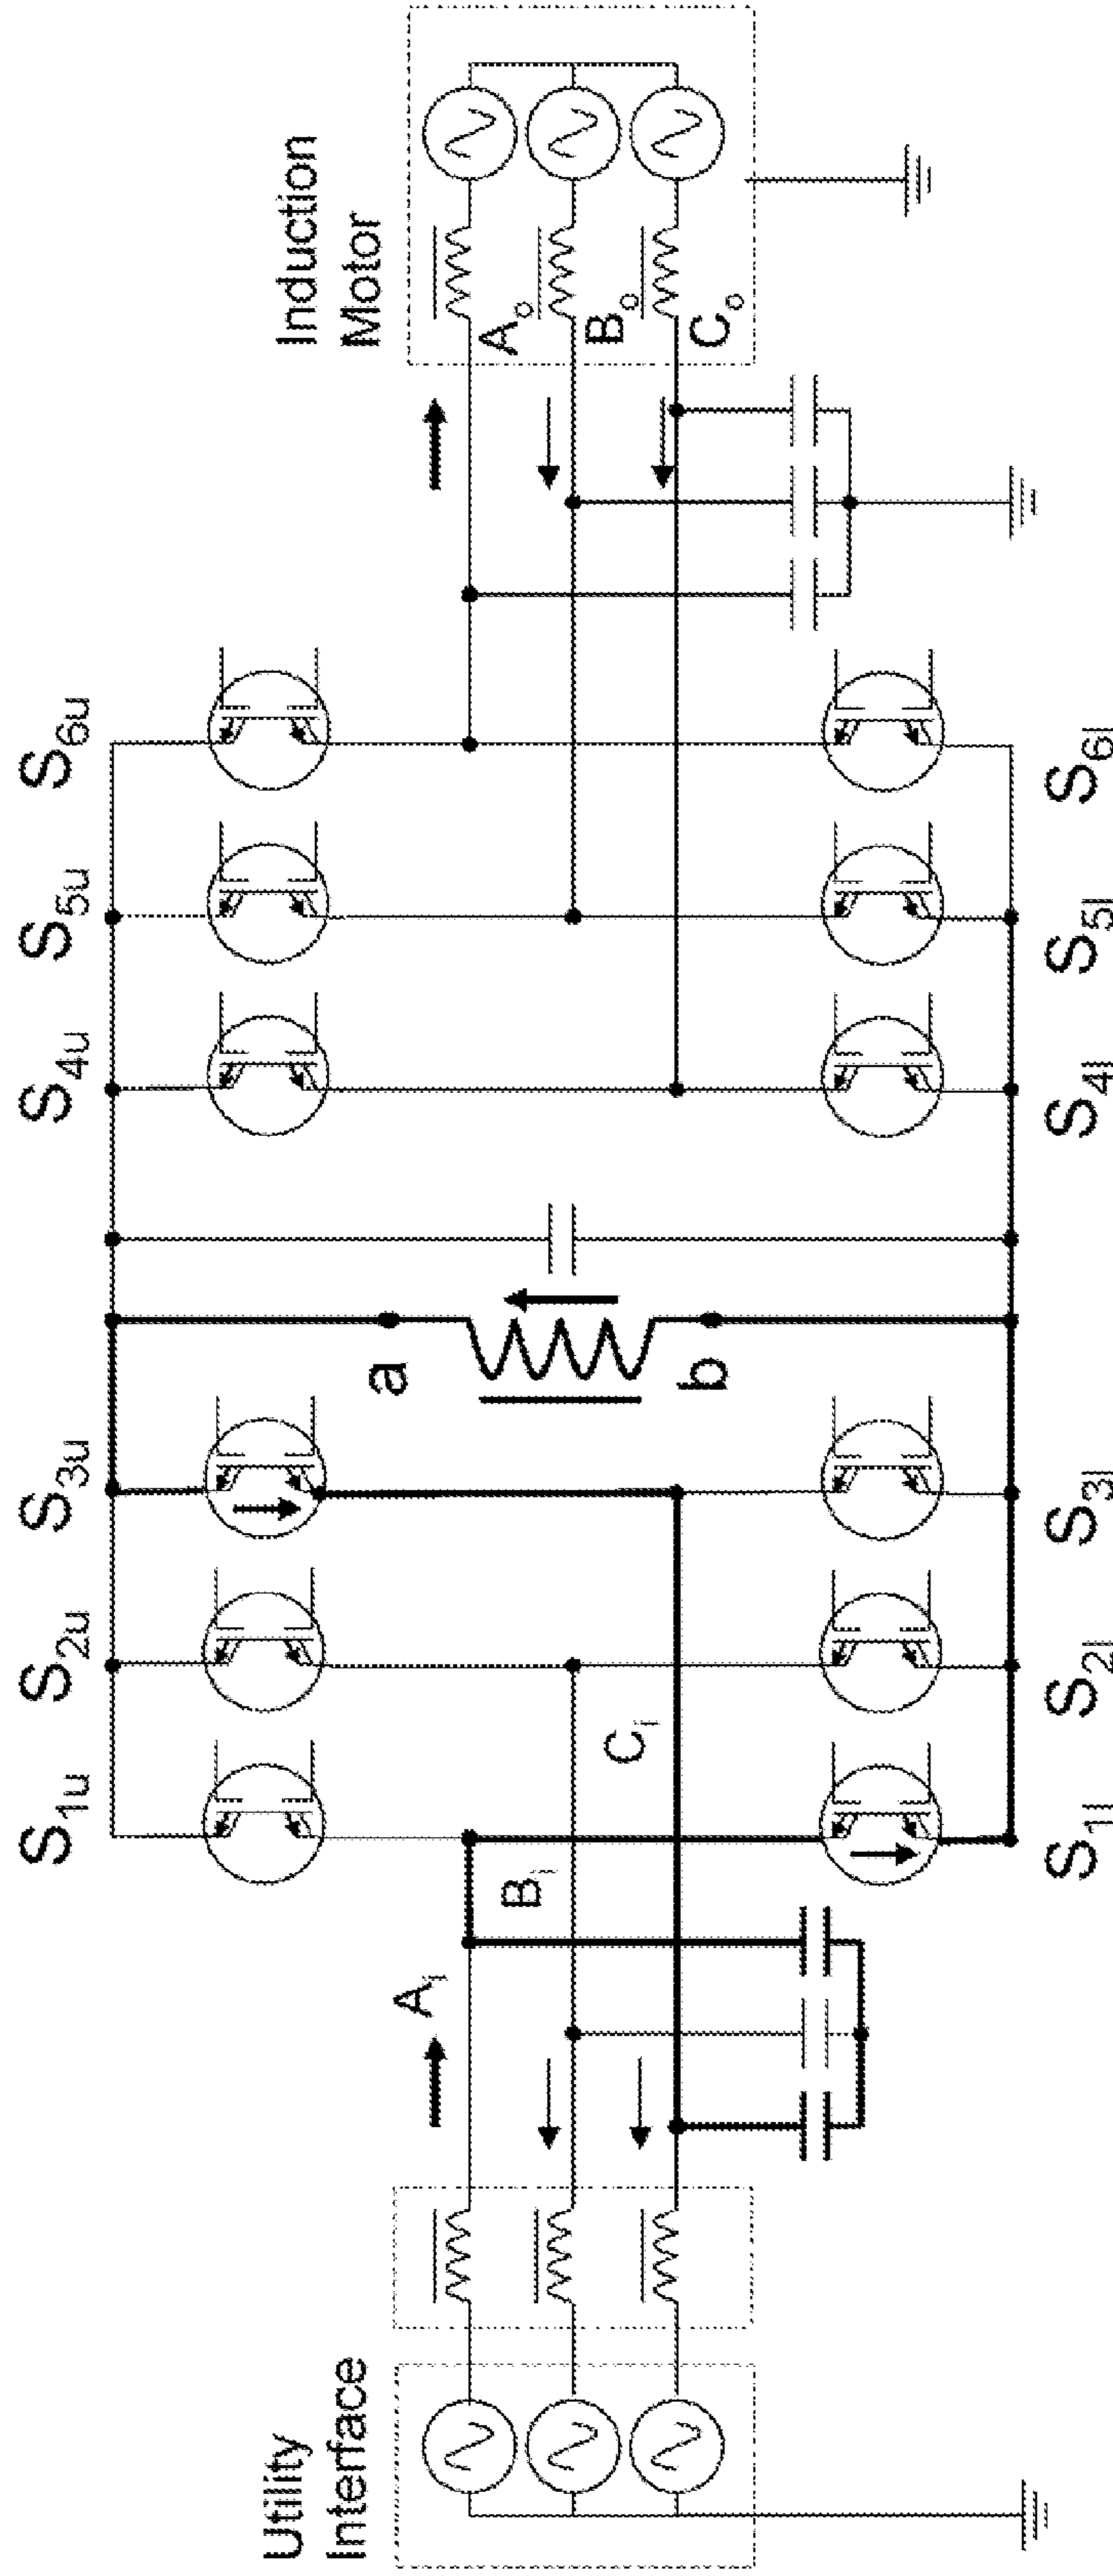 Utility
Interface
Induction
Motor
S1u
S2u
S3u
S4u
S5u
S6u
a
b
Ai
Bi
Ci
Ao
Bo
Co
S1l
S2l
S3l
S4l
S5l
S6l